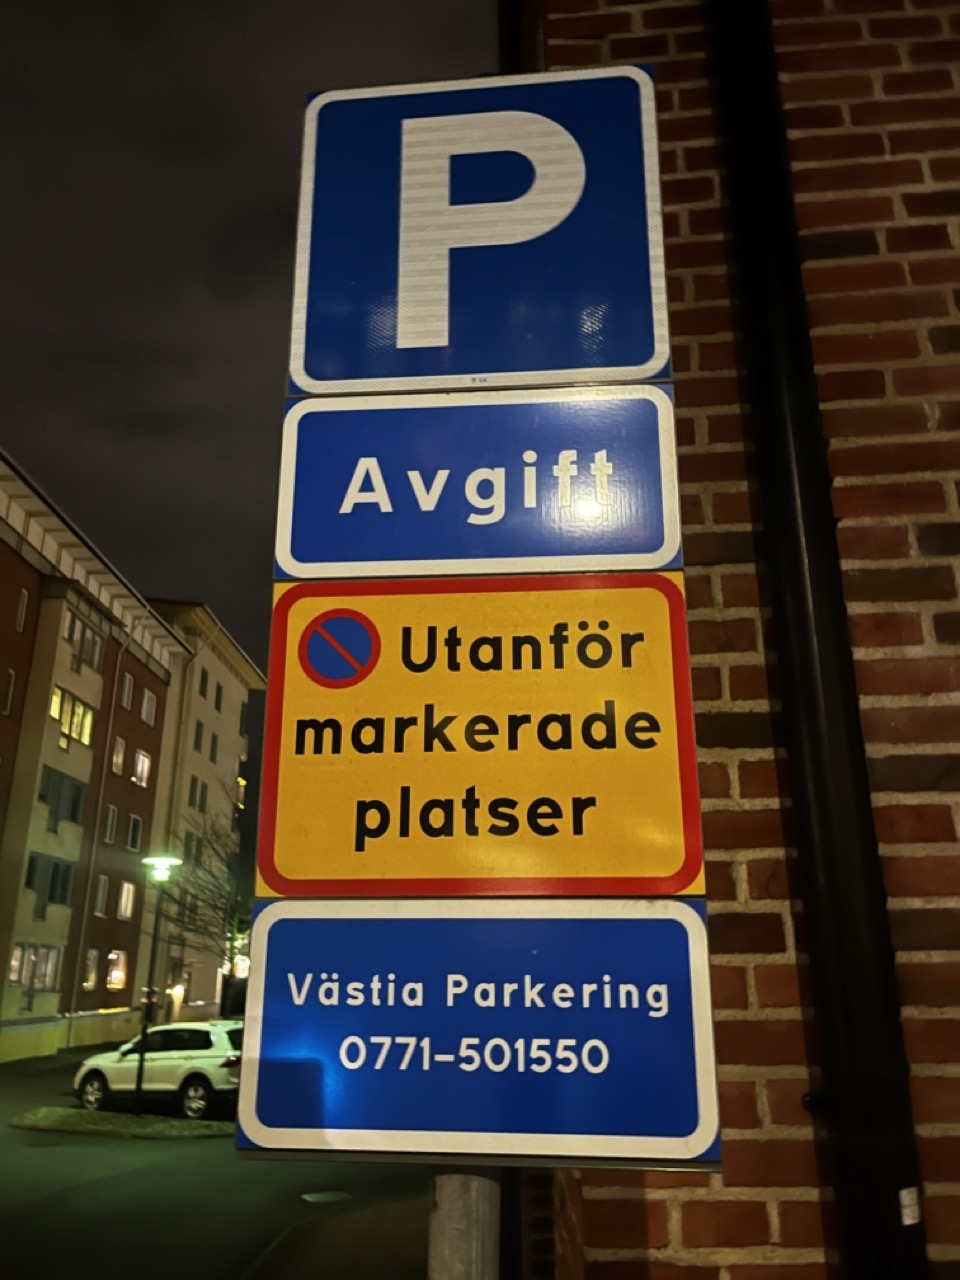 P
Avgift
Utanför
markerade
platser
Västia Parkering
0771-501550